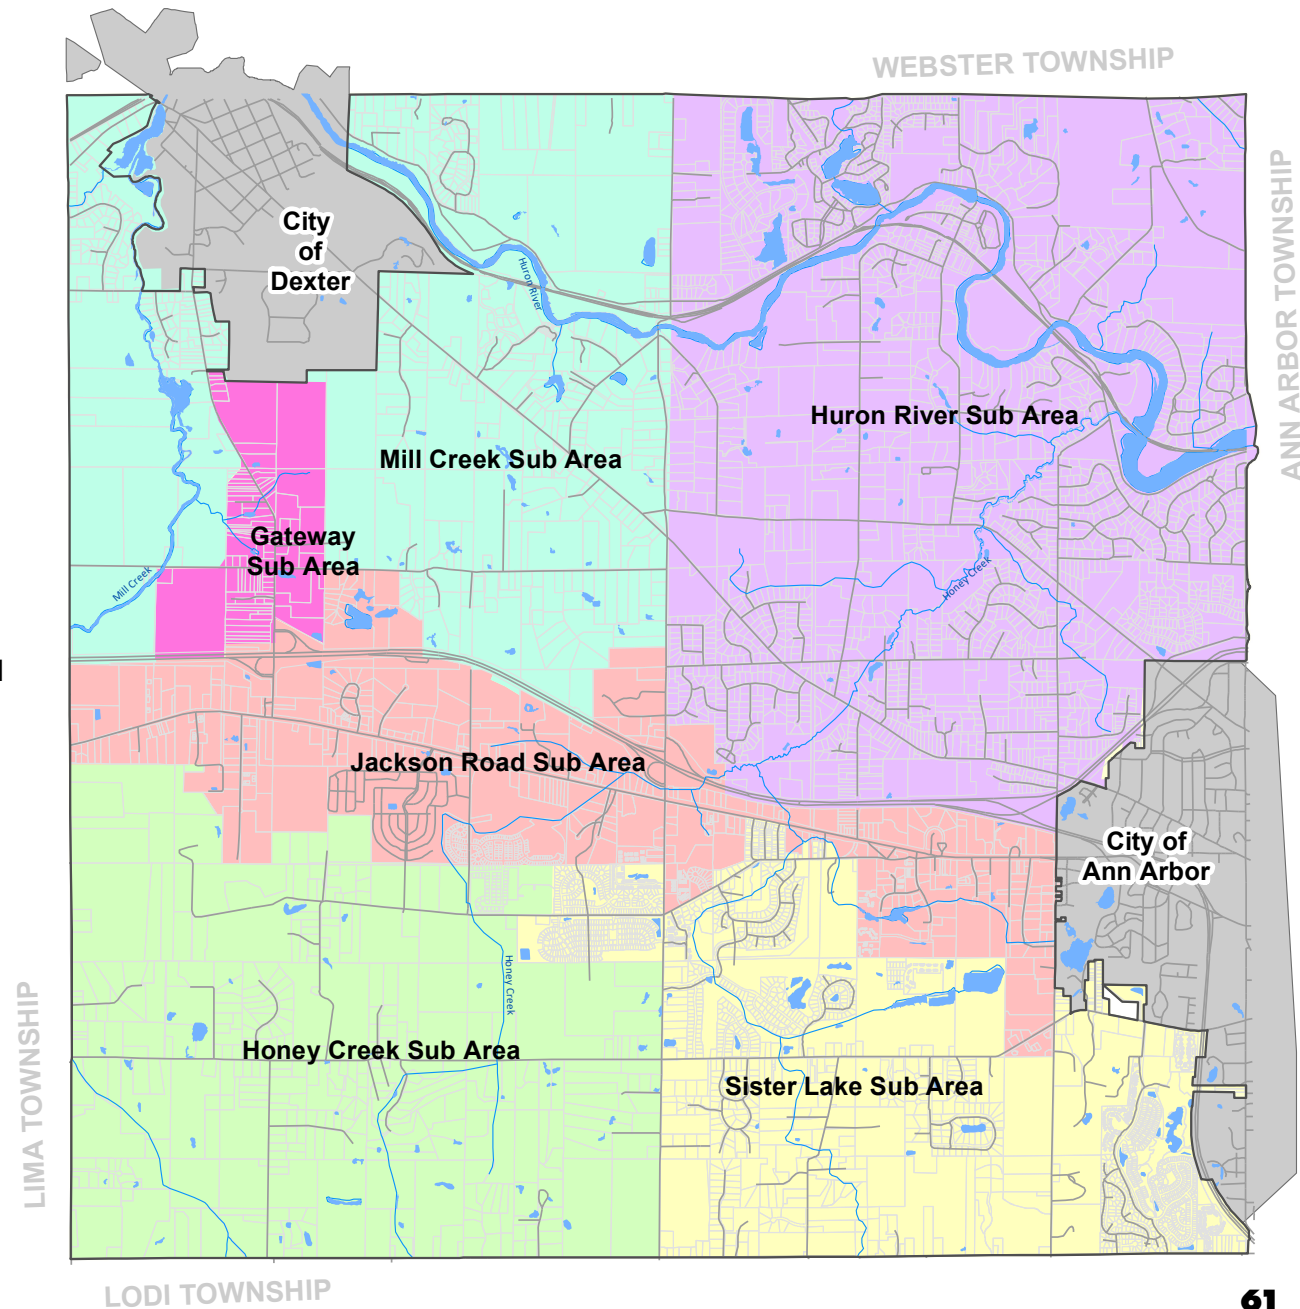 WEBSTER TOWNSHIP
ANN ARBOR TOWNSHIP
City
of
Dexter
Huron River
Huron River Sub Area
Mill Creek Sub Area
Gateway
Sub Area
Mill Creek
Honey Creek
Jackson Road Sub Area
City of
Ann Arbor
Honey Creek
Honey Creek Sub Area
Sister Lake Sub Area
LIMA TOWNSHIP
LODI TOWNSHIP
61